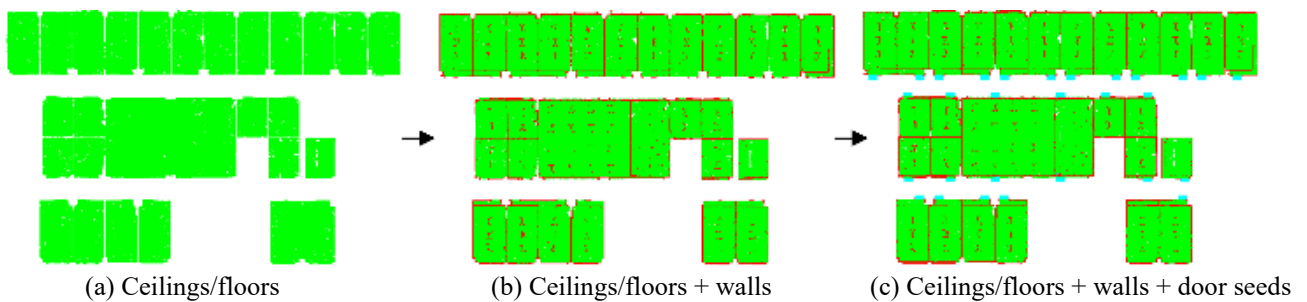 (a) Ceilings/floors
(b) Ceilings/floors + walls
(c) Ceilings/floors + walls + door seeds